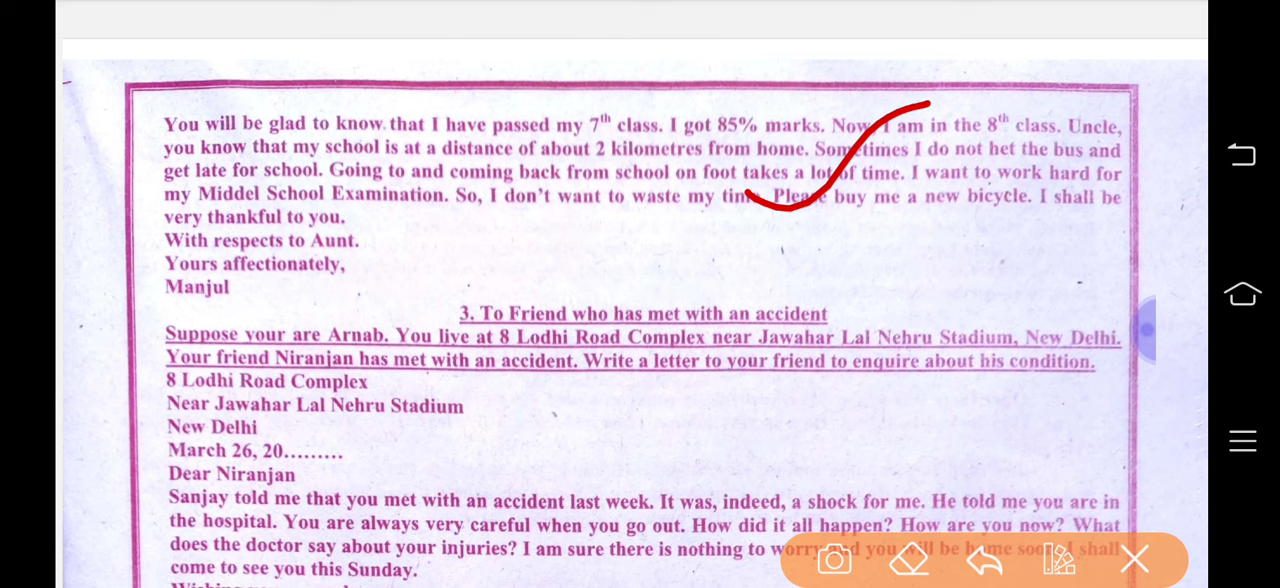 You will be glad to know that I have passed my 7th class. I got 85% marks. Now, I am in the 8th class. Uncle,
you know that my school is at a distance of about 2 kilometres from home. Sometimes I do not het the bus and
get late for school. Going to and coming back from school on foot takes a lot of time. I want to work hard for
my Middel School Examination. So, I don't want to waste my time. Please buy me a new bicycle. I shall be
very thankful to you.
With respects to Aunt.
Yours affectionately,
Manjul
3. To Friend who has met with an accident
Suppose your are Arnab. You live at 8 Lodhi Road Complex near Jawahar Lal Nehru Stadium, New Delhi.
Your friend Niranjan has met with an accident. Write a letter to your friend to enquire about his condition.
8 Lodhi Road Complex
Near Jawahar Lal Nehru Stadium
New Delhi
March 26, 20.........
Dear Niranjan
Sanjay told me that you met with an accident last week. It was, indeed, a shock for me. He told me you are in
the hospital. You are always very careful when you go out. How did it all happen? How are you now? What
does the doctor say about your injuries? I am sure there is nothing to worry and you will be home soon. I shall
come to see you this Sunday.